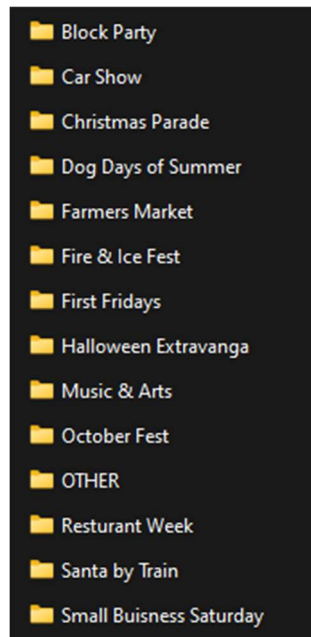 Block Party
Car Show
Christmas Parade
Dog Days of Summer
Farmers Market
Fire & Ice Fest
First Fridays
Halloween Extravanga
Music & Arts
October Fest
OTHER
Resturant Week
Santa by Train
Small Buisness Saturday